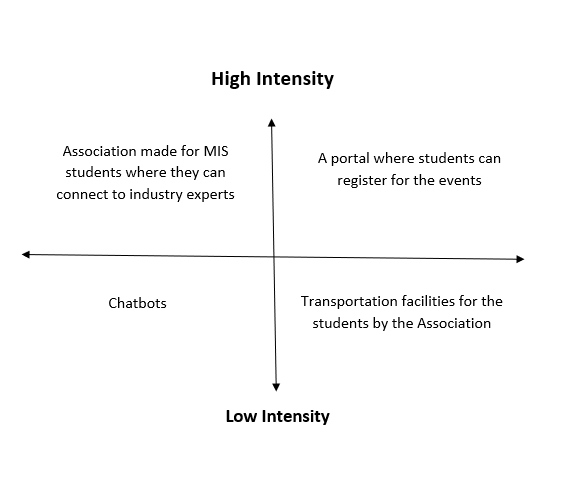 High Intensity
Association made for MIS
students where they can
connect to industry experts
A portal where students can
register for the events
Chatbots
Transportation facilities for the
students by the Association
Low Intensity